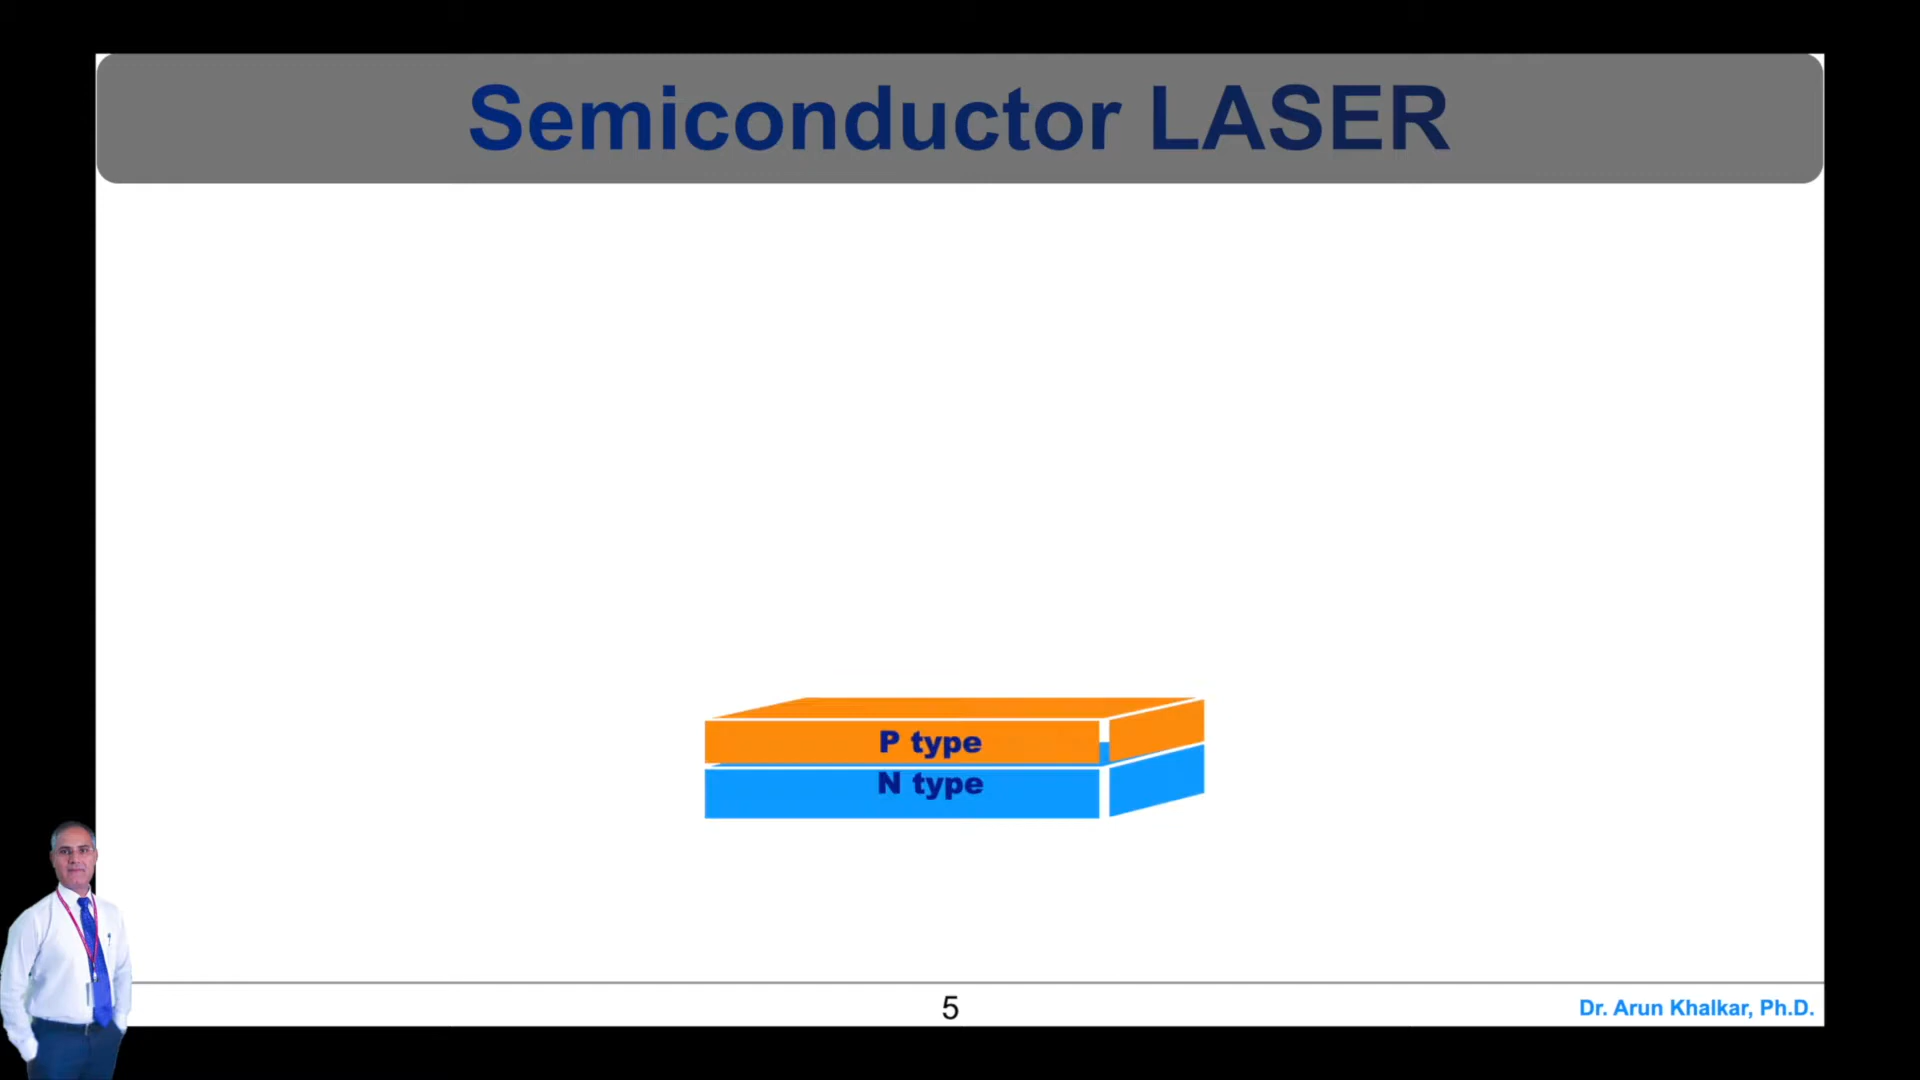 Semiconductor LASER
P type
N type
5
Dr. Arun Khalkar, Ph.D.